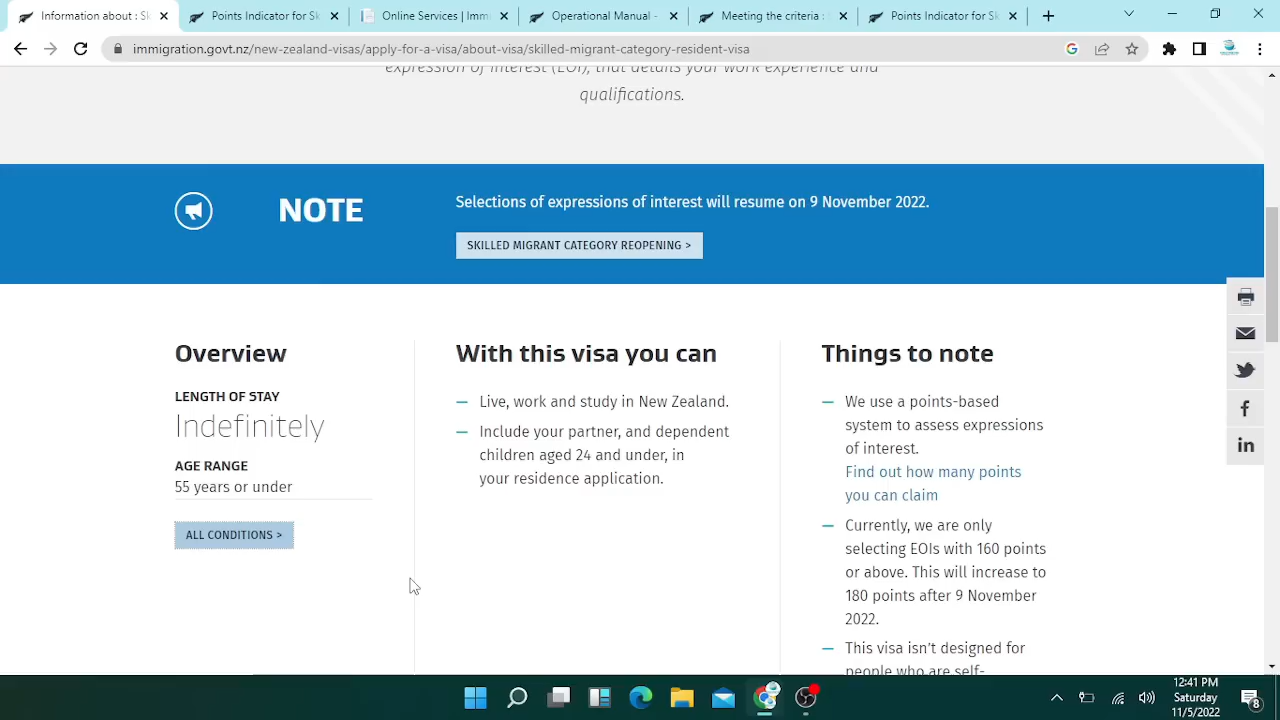 Information about : S
Points Indicator for Sk
Online Services | Imm
Operational Manual -
Meeting the criteria : S
Points Indicator for Sk
immigration.govt.nz/new-zealand-visas/apply-for-a-visa/about-visa/skilled-migrant-category-resident-visa
expression of interest (EOI), that details your work experience and
qualifications.
NOTE
Selections of expressions of interest will resume on 9 November 2022.
SKILLED MIGRANT CATEGORY REOPENING >
Overview
LENGTH OF STAY
Indefinitely
AGE RANGE
55 years or under
ALL CONDITIONS >
With this visa you can
— Live, work and study in New Zealand.
— Include your partner, and dependent
children aged 24 and under, in
your residence application.
Things to note
— We use a points-based
system to assess expressions
of interest.
Find out how many points
you can claim
— Currently, we are only
selecting EOIs with 160 points
or above. This will increase to
180 points after 9 November
2022.
— This visa isn't designed for
people who are self-
12:41 PM
Saturday
11/5/2022
8